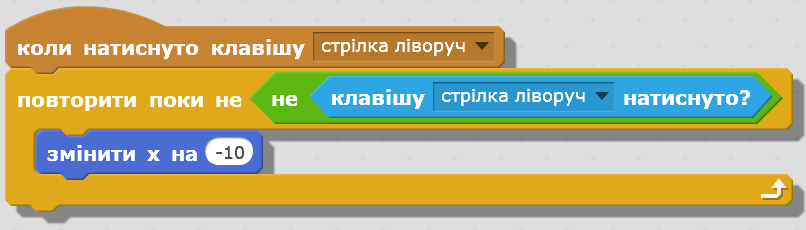 коли натиснуто клавішу стрілка ліворуч
повторити поки не не клавішу стрілка ліворуч натиснуто?
змінити x на -10